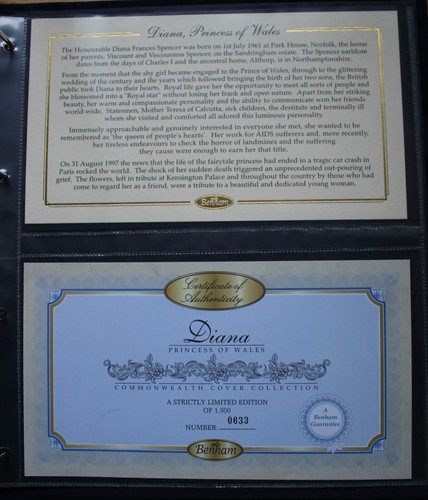 Diana, Princess of Wales
The Honourable Diana Frances Spencer was born on 1st July 1961 at Park House, Norfolk, the home
of her parents, Viscount and Viscountess Spencer, on the Sandringham estate. The Spencer earldom
dates from the days of Charles I and the ancestral home, Althorp, is in Northamptonshire.
From the moment that the shy girl became engaged to the Prince of Wales, through to the glittering
wedding of the century and the years which followed bringing the birth of her two sons, the British
public took Diana to their hearts. Royal life gave her the opportunity to meet all sorts of people and
she blossomed into a "Royal star" without losing her frank and open nature. Apart from her striking
beauty, her warm and compassionate personality and the ability to communicate won her friends
world-wide. Statesmen, Mother Teresa of Calcutta, sick children, the destitute and terminally ill
whom she visited and comforted all adored this luminous personality.
Immensely approachable and genuinely interested in everyone she met, she wanted to be
remembered as 'the queen of people's hearts'. Her work for AIDS sufferers and, more recently,
her tireless endeavours to check the horror of landmines and the suffering
they cause were enough to earn her that title.
On 31 August 1997 the news that the life of the fairytale princess had ended in a tragic car crash in
Paris rocked the world. The shock of her sudden death triggered an unprecedented out-pouring of
grief. The flowers, left in tribute at Kensington Palace and throughout the country by those who had
come to regard her as a friend, were a tribute to a beautiful and dedicated young woman.
Benham
Certificate of
Authenticity
Diana
PRINCESS OF WALES
COMMONWEALTH COVER COLLECTION
A STRICTLY LIMITED EDITION
OF 1,500
NUMBER: 0633
A
Benham
Guarantee
Benham